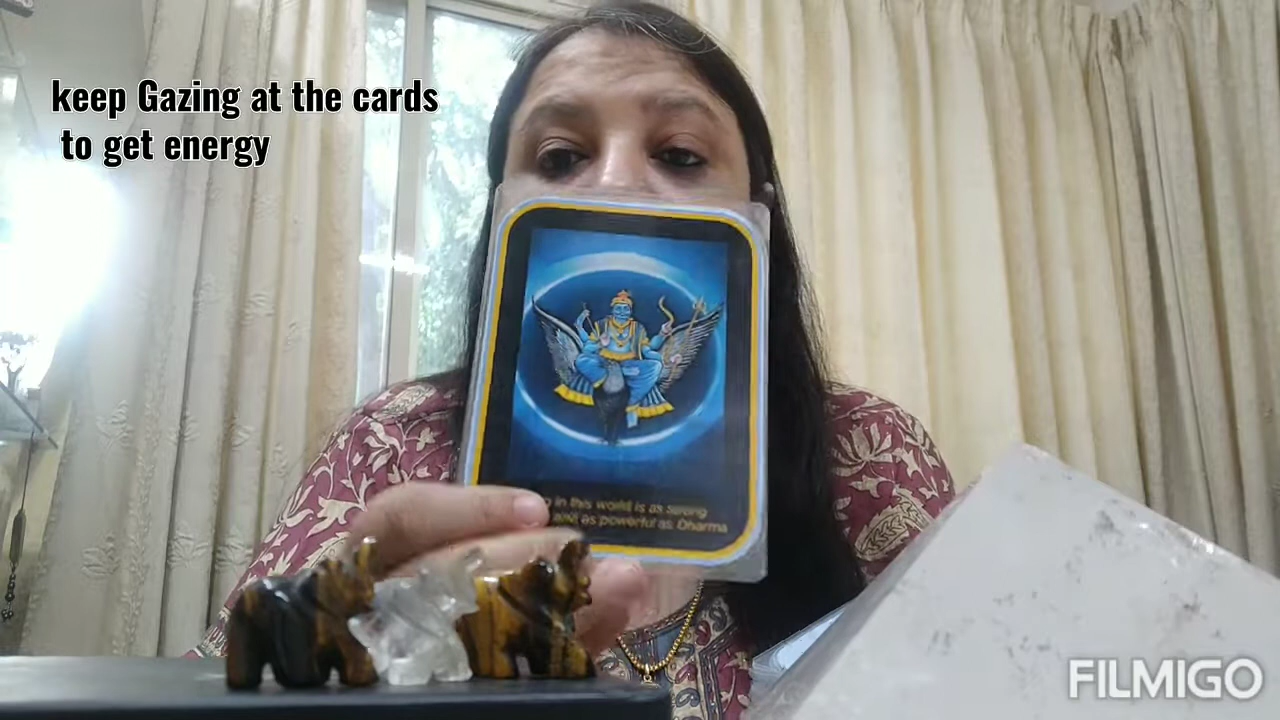 keep Gazing at the cards
to get energy
in this world is as strong
as powerful as Dharma
FILMIGO